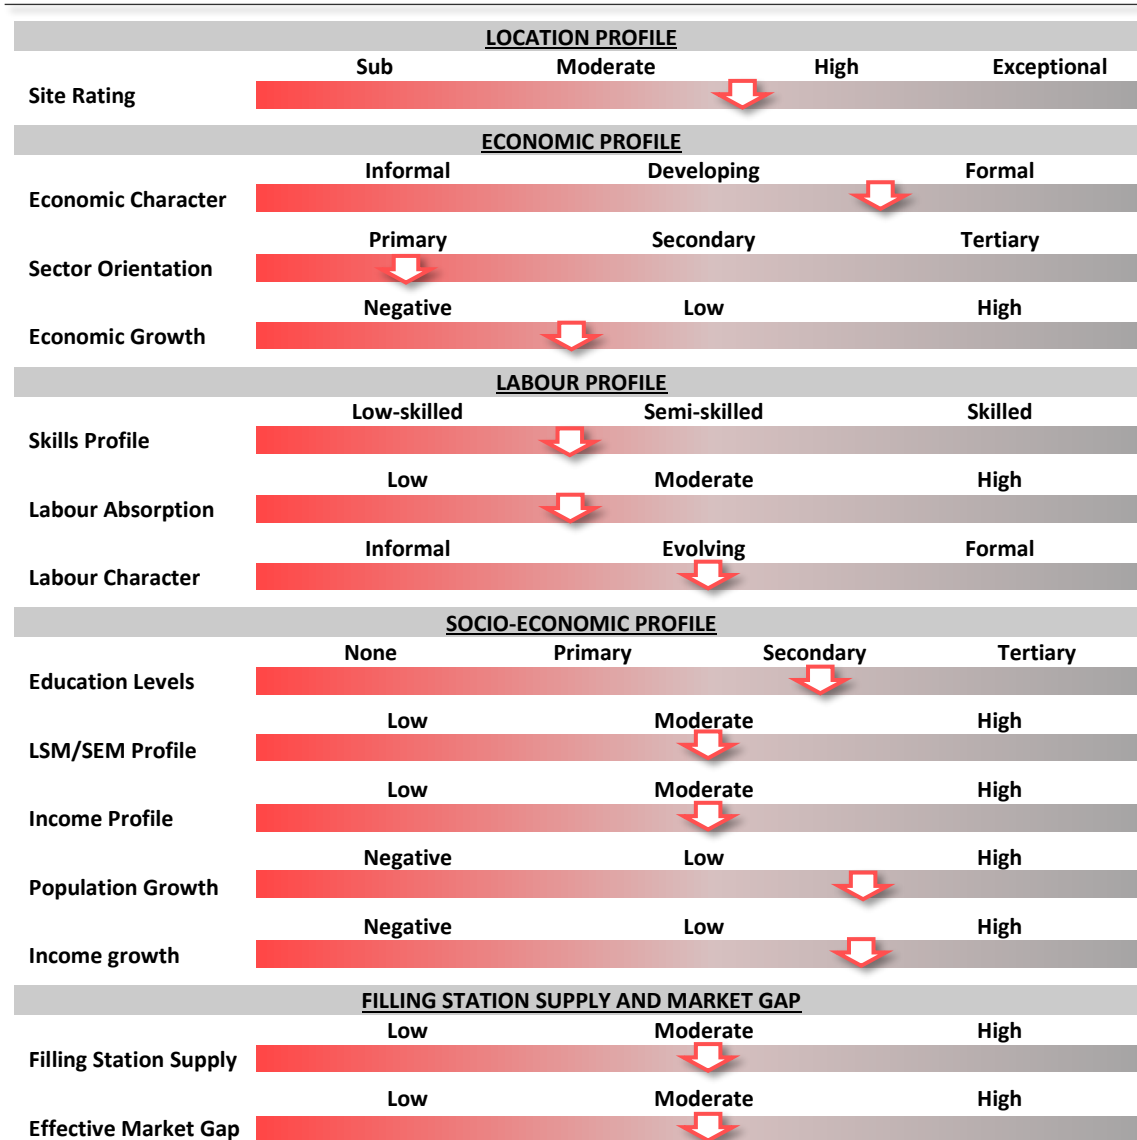 LOCATION PROFILE
Sub Moderate High Exceptional
Site Rating
ECONOMIC PROFILE
Informal Developing Formal
Economic Character
Primary Secondary Tertiary
Sector Orientation
Negative Low High
Economic Growth
LABOUR PROFILE
Low-skilled Semi-skilled Skilled
Skills Profile
Low Moderate High
Labour Absorption
Informal Evolving Formal
Labour Character
SOCIO-ECONOMIC PROFILE
None Primary Secondary Tertiary
Education Levels
Low Moderate High
LSM/SEM Profile
Low Moderate High
Income Profile
Negative Low High
Population Growth
Negative Low High
Income growth
FILLING STATION SUPPLY AND MARKET GAP
Low Moderate High
Filling Station Supply
Low Moderate High
Effective Market Gap